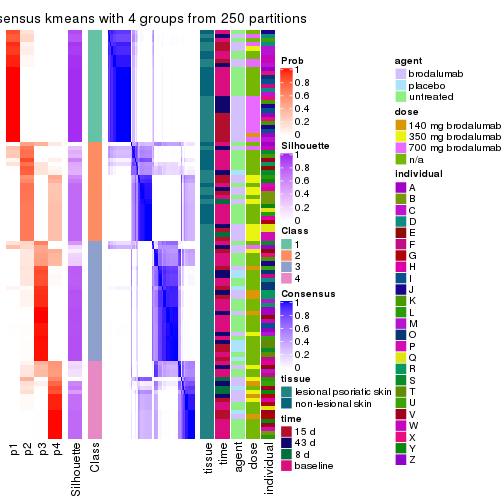 sensus kmeans with 4 groups from 250 partitions
Prob
1
0.8
0.6
0.4
0.2
0
Silhouette
1
0.8
0.6
0.4
0.2
0
Class
1
2
3
4
Consensus
1
0.8
0.6
0.4
0.2
0
tissue
lesional psoriatic skin
non-lesional skin
time
15 d
43 d
8 d
baseline
agent
brodalumab
placebo
untreated
dose
140 mg brodalumab
350 mg brodalumab
700 mg brodalumab
n/a
individual
A
B
C
D
E
F
G
H
I
J
K
L
M
O
P
Q
R
S
T
U
V
W
X
Y
Z
p1
p2
p3
p4
Silhouette
Class
tissue
time
agent
dose
individual